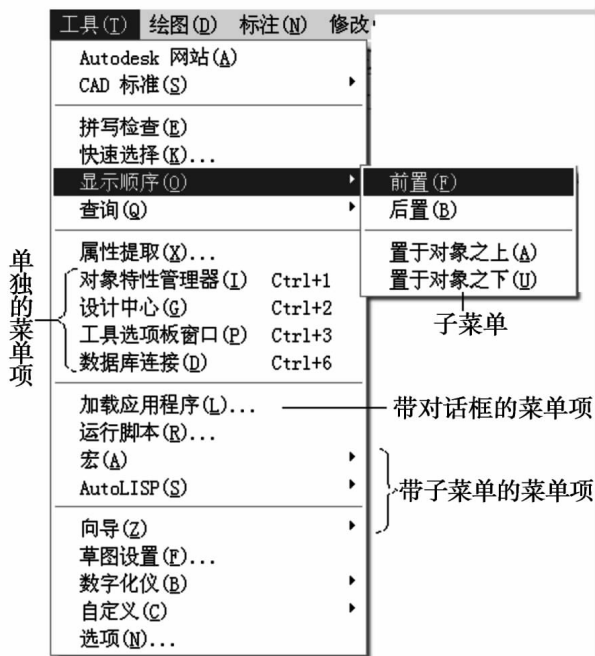 工具(T) 绘图(D) 标注(N) 修改
Autodesk 网站(A)
CAD 标准(S)
拼写检查(E)
快速选择(K)...
显示顺序(O)
查询(Q)
前置(F)
后置(B)
置于对象之上(A)
置于对象之下(U)
子菜单
属性提取(X)...
对象特性管理器(I) Ctrl+1
设计中心(G) Ctrl+2
工具选项板窗口(P) Ctrl+3
数据库连接(D) Ctrl+6
单独的菜单项
加载应用程序(L)...
带对话框的菜单项
运行脚本(R)...
宏(A)
AutoLISP(S)
带子菜单的菜单项
向导(Z)
草图设置(F)...
数字化仪(B)
自定义(C)
选项(N)...